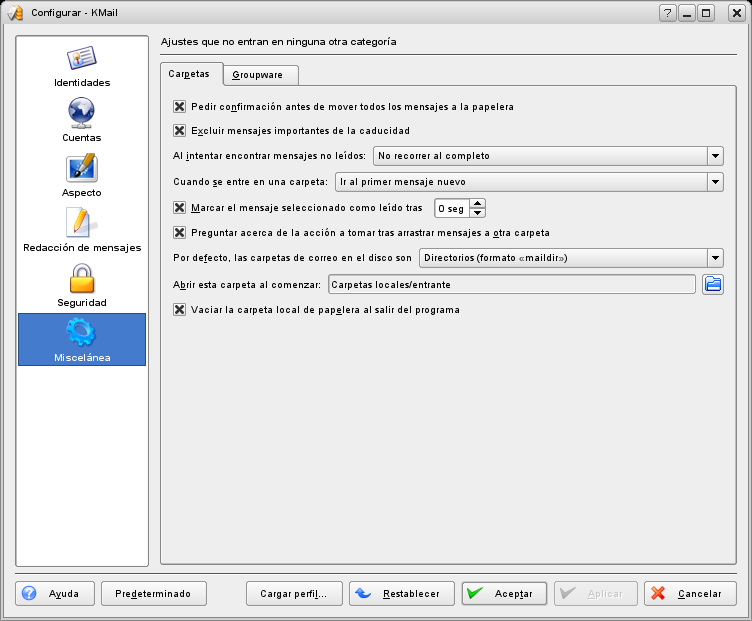 Configurar - KMail
Ajustes que no entran en ninguna otra categoría
Identidades
Cuentas
Aspecto
Redacción de mensajes
Seguridad
Miscelánea
Carpetas
Groupware
Pedir confirmación antes de mover todos los mensajes a la papelera
Excluir mensajes importantes de la caducidad
Al intentar encontrar mensajes no leídos: No recorrer al completo
Cuando se entre en una carpeta: Ir al primer mensaje nuevo
Marcar el mensaje seleccionado como leído tras 0 seg
Preguntar acerca de la acción a tomar tras arrastrar mensajes a otra carpeta
Por defecto, las carpetas de correo en el disco son Directorios (formato «maildir»)
Abrir esta carpeta al comenzar: Carpetas locales/entrante
Vaciar la carpeta local de papelera al salir del programa
Ayuda
Predeterminado
Cargar perfil...
Restablecer
Aceptar
Aplicar
Cancelar